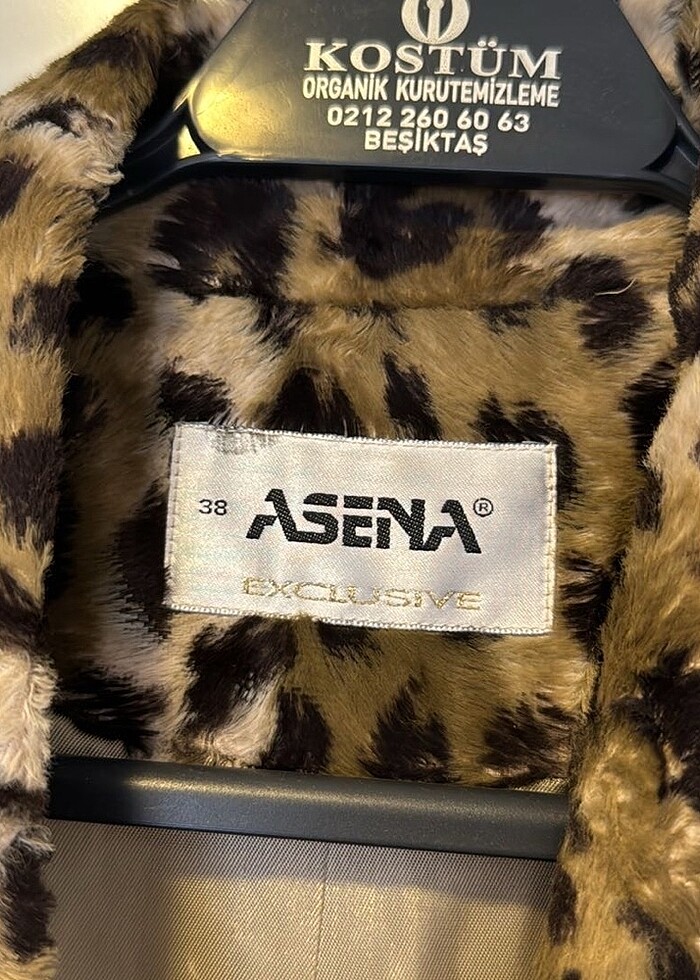 KOSTÜM
ORGANİK KURUTEMİZLEME
0212 260 60 63
BEŞİKTAŞ
38 ASENA®
EXCLUSIVE